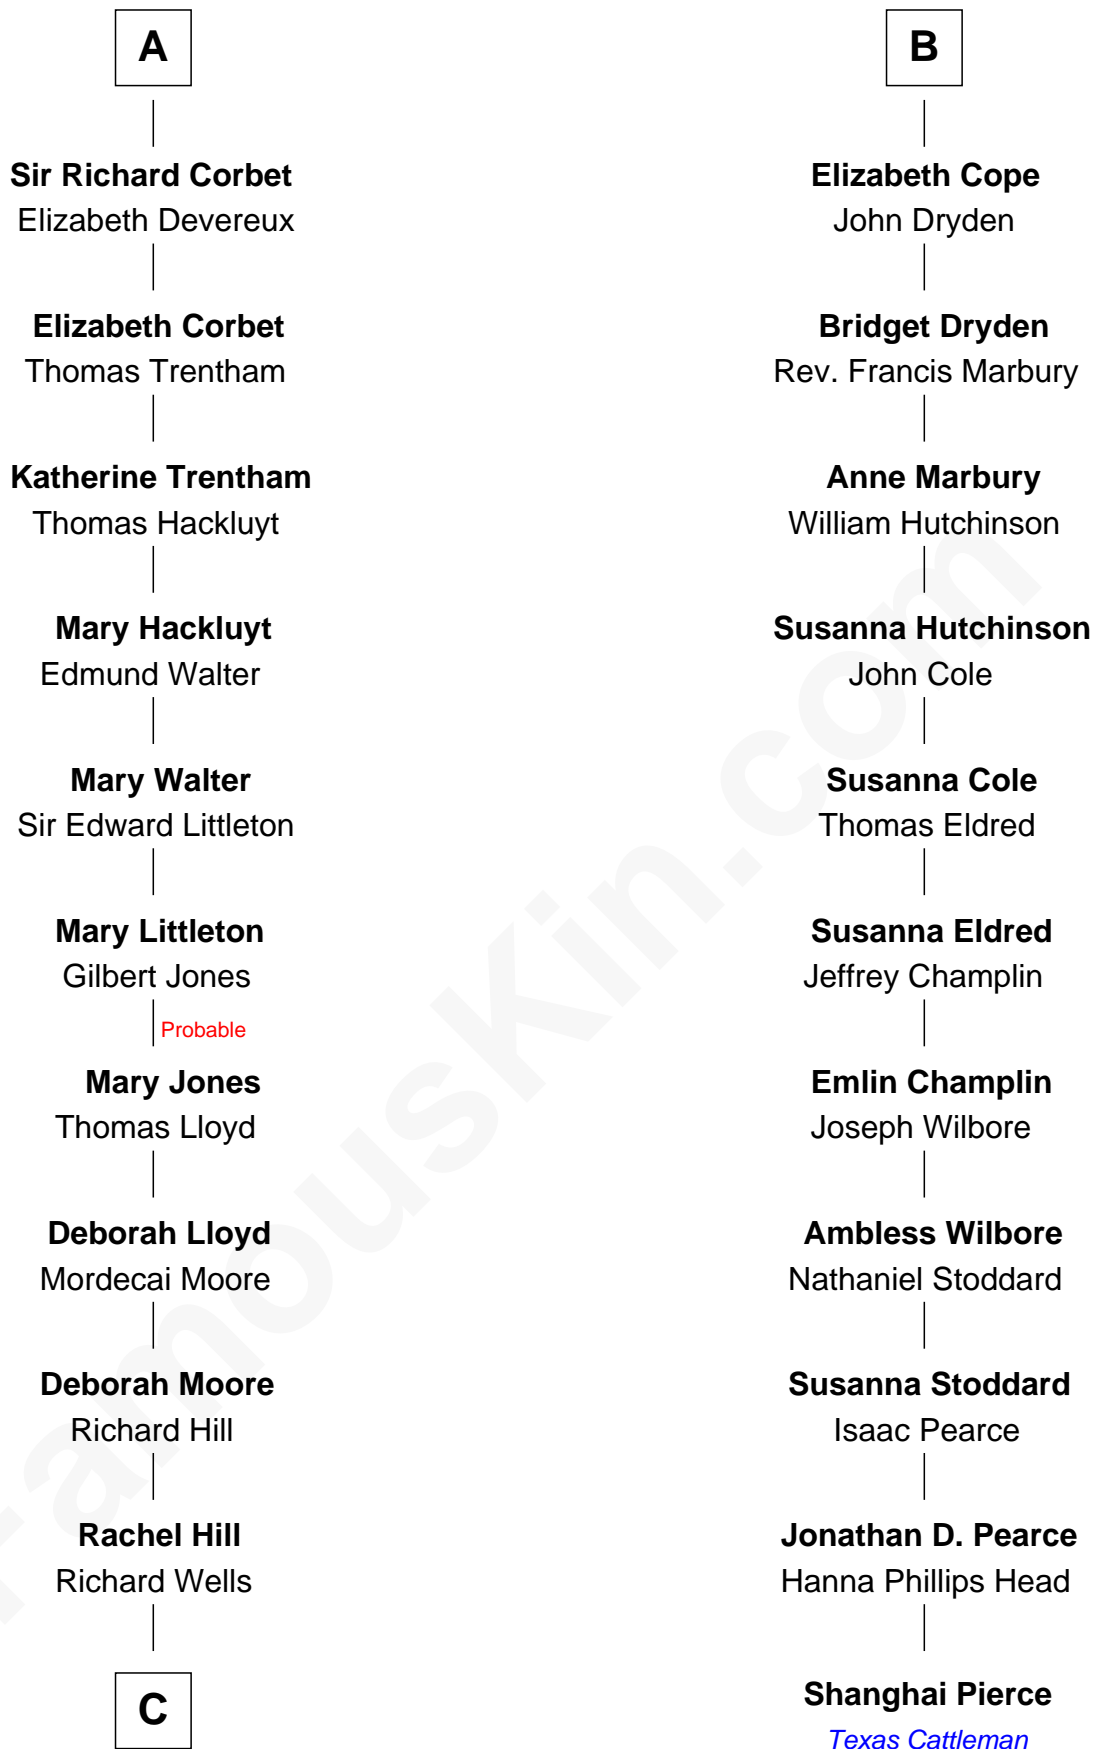 A
Sir Richard Corbet
Elizabeth Devereux
Elizabeth Corbet
Thomas Trentham
Katherine Trentham
Thomas Hackluyt
Mary Hackluyt
Edmund Walter
Mary Walter
Sir Edward Littleton
Mary Littleton
Gilbert Jones
Probable
Mary Jones
Thomas Lloyd
Deborah Lloyd
Mordecai Moore
Deborah Moore
Richard Hill
Rachel Hill
Richard Wells
C
B
Elizabeth Cope
John Dryden
Bridget Dryden
Rev. Francis Marbury
Anne Marbury
William Hutchinson
Susanna Hutchinson
John Cole
Susanna Cole
Thomas Eldred
Susanna Eldred
Jeffrey Champlin
Emlin Champlin
Joseph Wilbore
Ambless Wilbore
Nathaniel Stoddard
Susanna Stoddard
Isaac Pearce
Jonathan D. Pearce
Hanna Phillips Head
Shanghai Pierce
Texas Cattleman
FamousKin.com